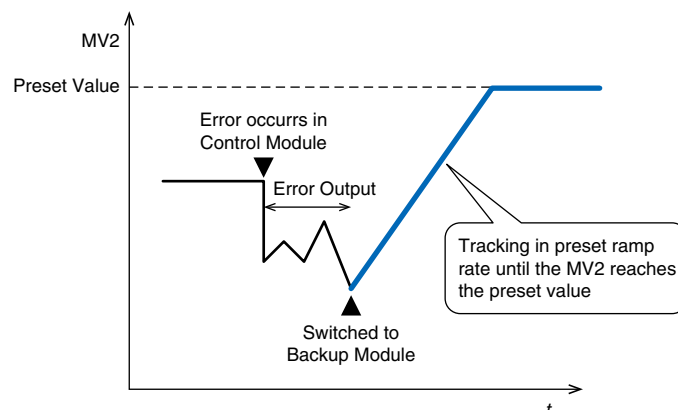 MV2
Preset Value
Error occurrs in
Control Module
Error Output
Tracking in preset ramp
rate until the MV2 reaches
the preset value
Switched to
Backup Module
t